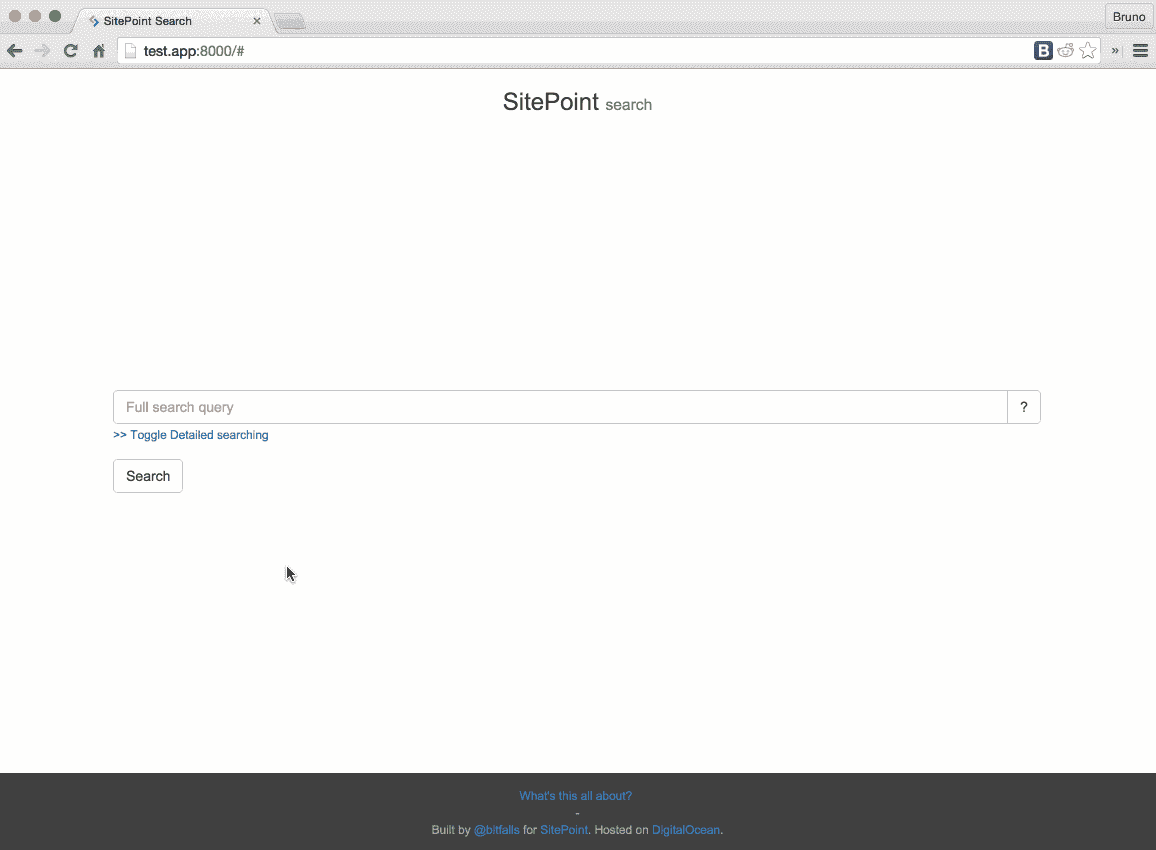 SitePoint Search
Bruno
test.app:8000/#
B
»
SitePoint search
Full search query
?
>> Toggle Detailed searching
Search
What's this all about?
-
Built by @bitfalls for SitePoint. Hosted on DigitalOcean.